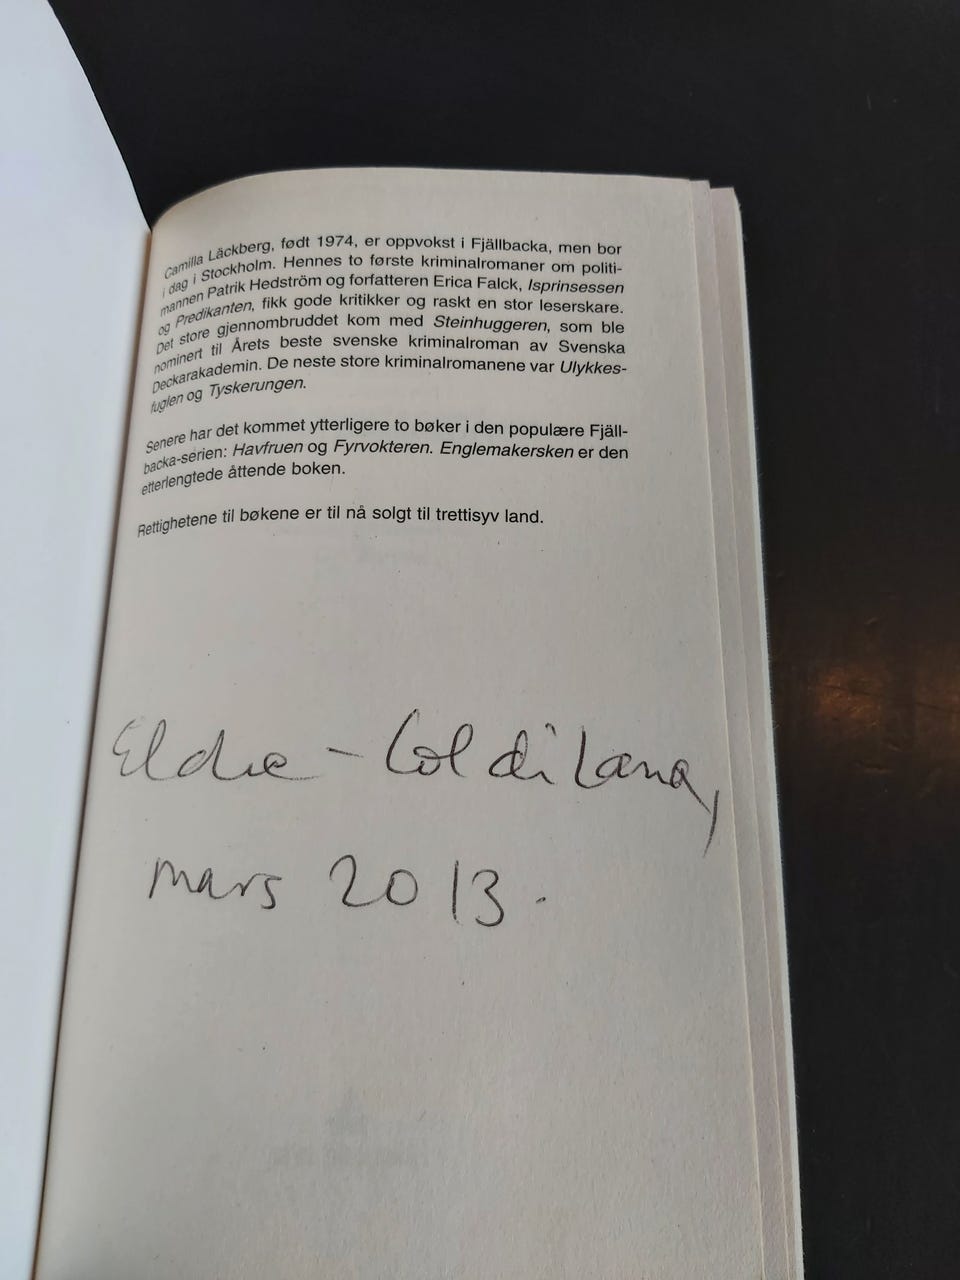 Camilla Läckberg, født 1974, er oppvokst i Fjällbacka, men bor
i dag i Stockholm. Hennes to første kriminalromaner om politi-
mannen Patrik Hedström og forfatteren Erica Falck, Isprinsessen
og Predikanten, fikk gode kritikker og raskt en stor leserskare.
Det store gjennombruddet kom med Steinhuggeren, som ble
nominert til Årets beste svenske kriminalroman av Svenska
Deckarakademin. De neste store kriminalromanene var Ulykkes-
fuglen og Tyskerungen.
Senere har det kommet ytterligere to bøker i den populære Fjäll-
backa-serien: Havfruen og Fyrvokteren. Englemakersken er den
etterlengtede åttende boken.
Rettighetene til bøkene er til nå solgt til trettisyv land.
Col di Lana,
mars 2013.